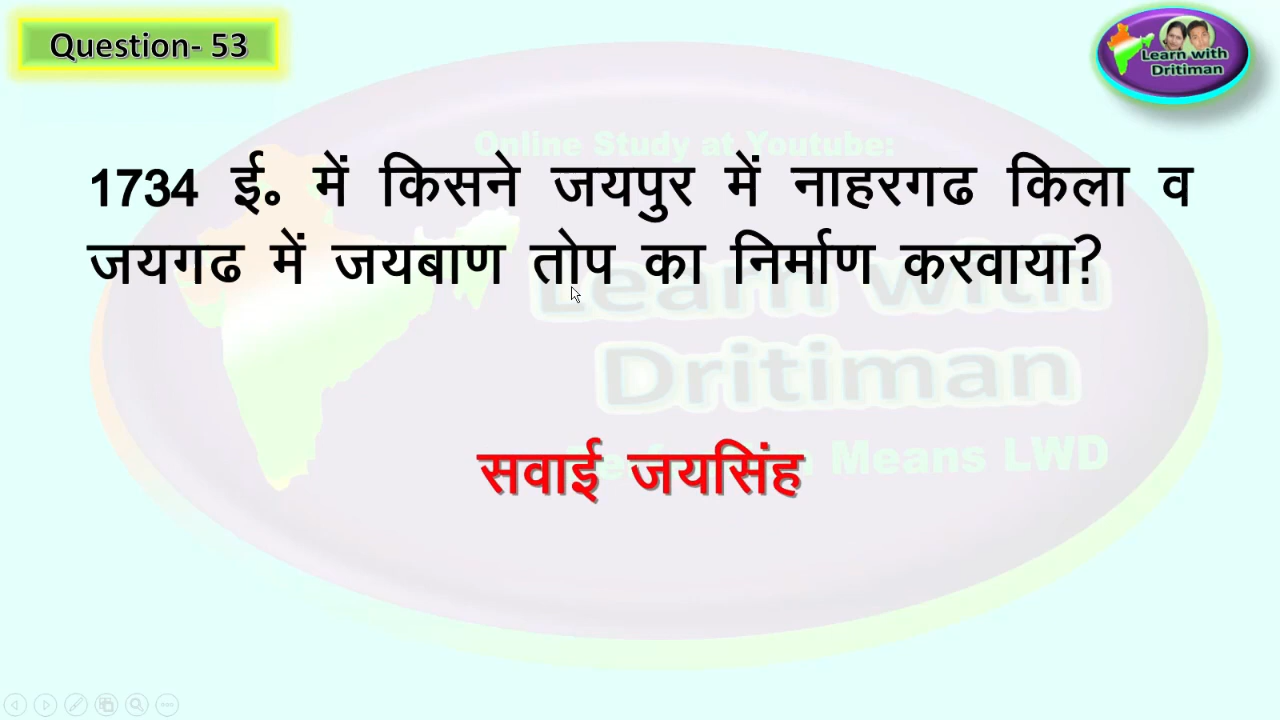 Question- 53
Learn with
Dritiman
Online Study at Youtube:
1734 ई॰ में किसने जयपुर में नाहरगढ किला व
जयगढ में जयबाण तोप का निर्माण करवाया?
Learn with
Dritiman
सवाई जयसिंह
Means LWD